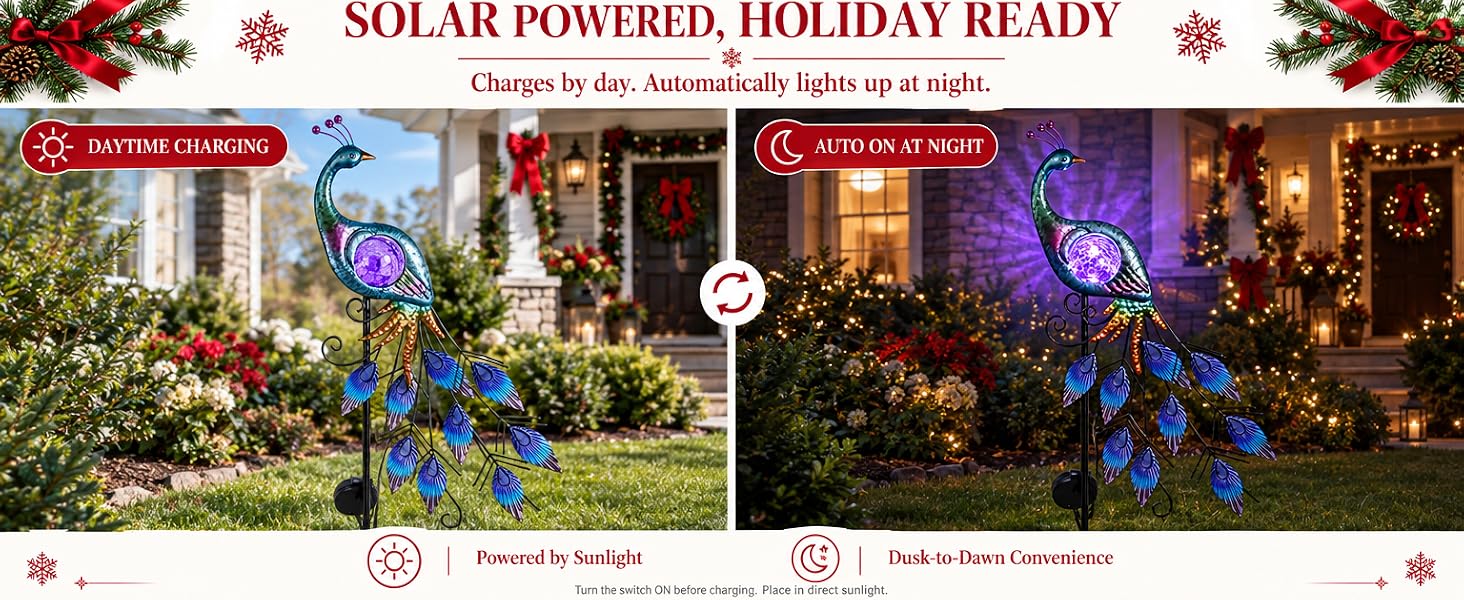 SOLAR POWERED, HOLIDAY READY
Charges by day. Automatically lights up at night.
DAYTIME CHARGING
AUTO ON AT NIGHT
Powered by Sunlight
Dusk-to-Dawn Convenience
Turn the switch ON before charging. Place in direct sunlight.